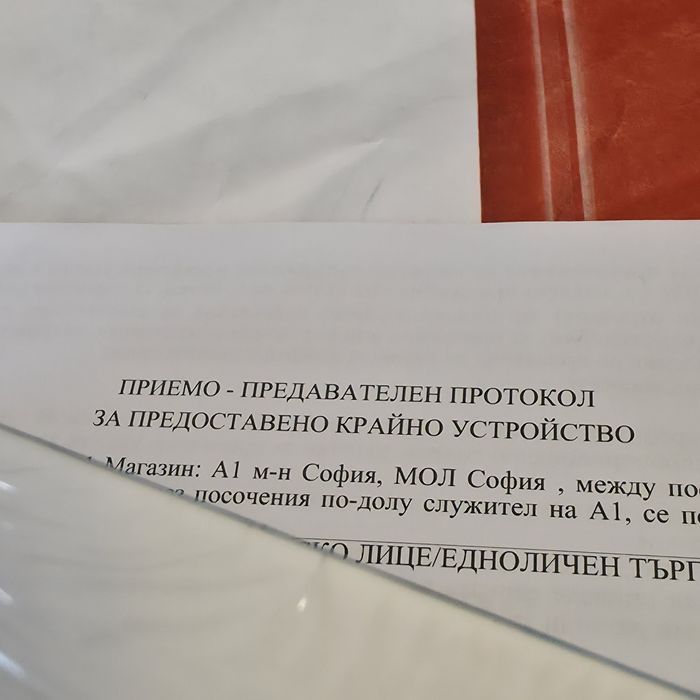 ПРИЕМО - ПРЕДАВАТЕЛЕН ПРОТОКОЛ
ЗА ПРЕДОСТАВЕНО КРАЙНО УСТРОЙСТВО
Магазин: А1 м-н София, МОЛ София , между
посочения по-долу служител на А1, се
ЛИЦЕ/ЕДНОЛИЧЕН ТЪРГ